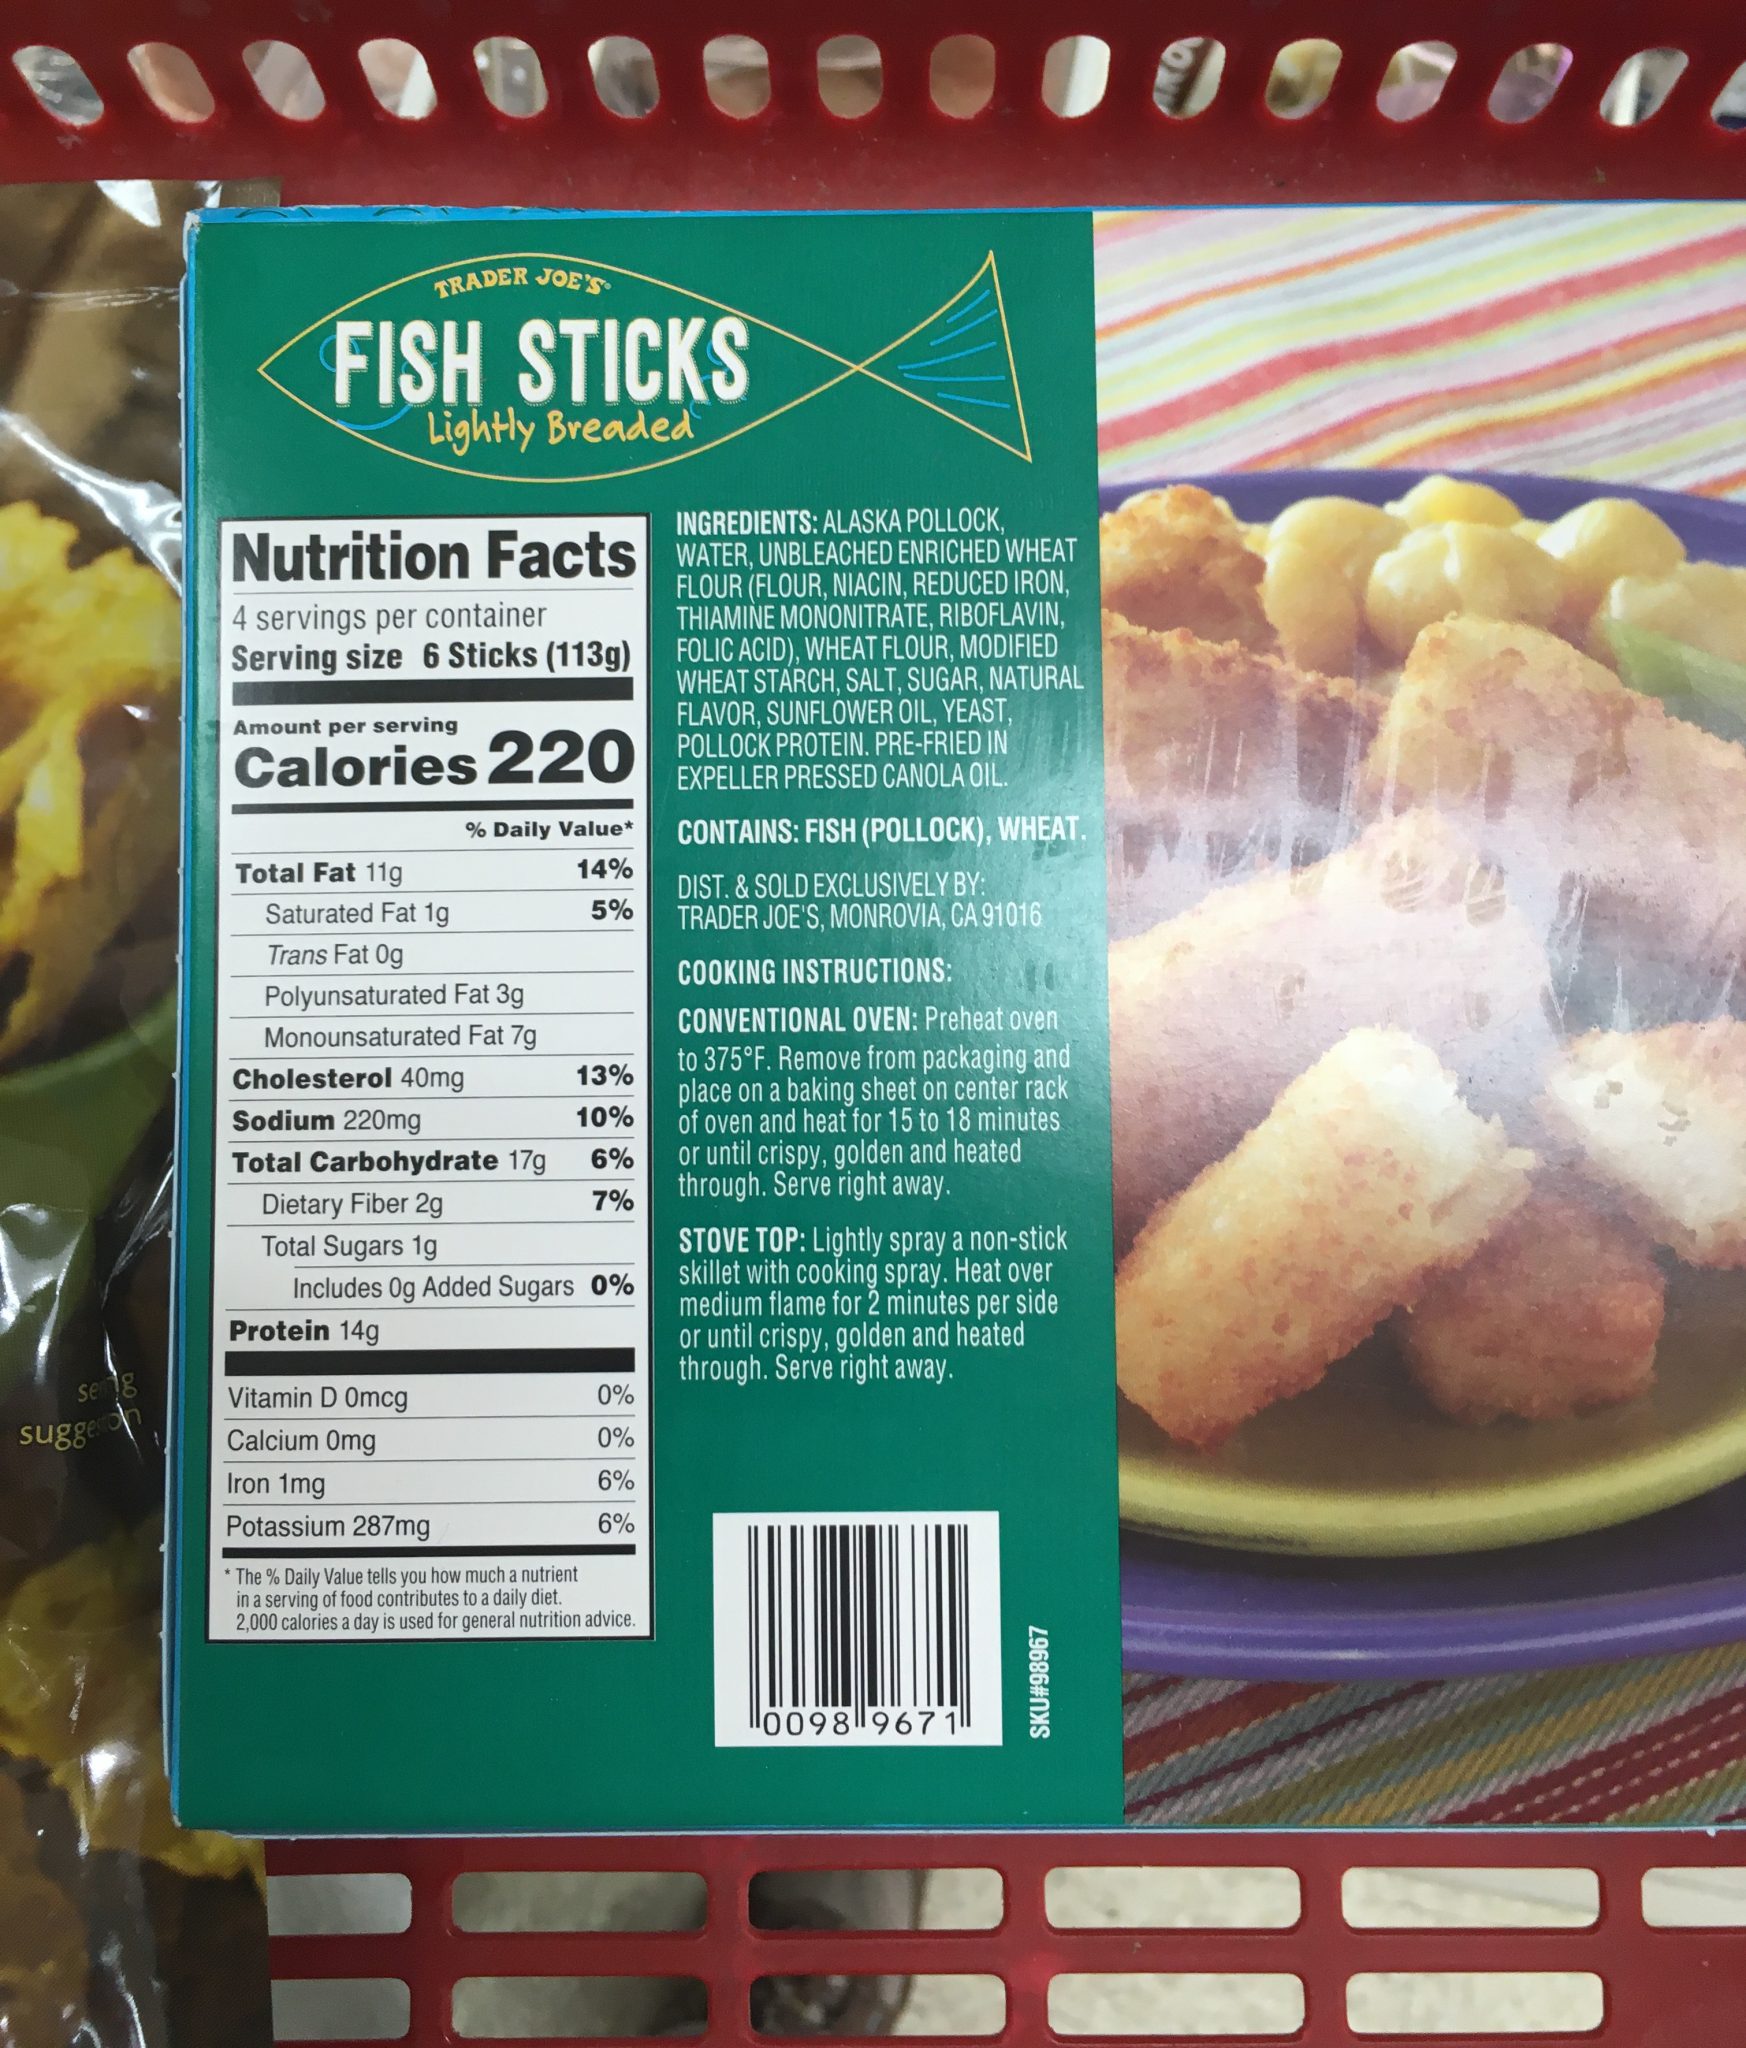 TRADER JOE'S
FISH STICKS
Lightly Breaded
Nutrition Facts
4 servings per container
Serving size 6 Sticks (113g)
Amount per serving
Calories 220
% Daily Value*
Total Fat 11g 14%
Saturated Fat 1g 5%
Trans Fat 0g
Polyunsaturated Fat 3g
Monounsaturated Fat 7g
Cholesterol 40mg 13%
Sodium 220mg 10%
Total Carbohydrate 17g 6%
Dietary Fiber 2g 7%
Total Sugars 1g
Includes 0g Added Sugars 0%
Protein 14g
Vitamin D 0mcg 0%
Calcium 0mg 0%
Iron 1mg 6%
Potassium 287mg 6%
* The % Daily Value tells you how much a nutrient
in a serving of food contributes to a daily diet.
2,000 calories a day is used for general nutrition advice.
INGREDIENTS: ALASKA POLLOCK,
WATER, UNBLEACHED ENRICHED WHEAT
FLOUR (FLOUR, NIACIN, REDUCED IRON,
THIAMINE MONONITRATE, RIBOFLAVIN,
FOLIC ACID), WHEAT FLOUR, MODIFIED
WHEAT STARCH, SALT, SUGAR, NATURAL
FLAVOR, SUNFLOWER OIL, YEAST,
POLLOCK PROTEIN. PRE-FRIED IN
EXPELLER PRESSED CANOLA OIL.
CONTAINS: FISH (POLLOCK), WHEAT.
DIST. & SOLD EXCLUSIVELY BY:
TRADER JOE'S, MONROVIA, CA 91016
COOKING INSTRUCTIONS:
CONVENTIONAL OVEN: Preheat oven
to 375°F. Remove from packaging and
place on a baking sheet on center rack
of oven and heat for 15 to 18 minutes
or until crispy, golden and heated
through. Serve right away.
STOVE TOP: Lightly spray a non-stick
skillet with cooking spray. Heat over
medium flame for 2 minutes per side
or until crispy, golden and heated
through. Serve right away.
0098 9671
SKU#98967